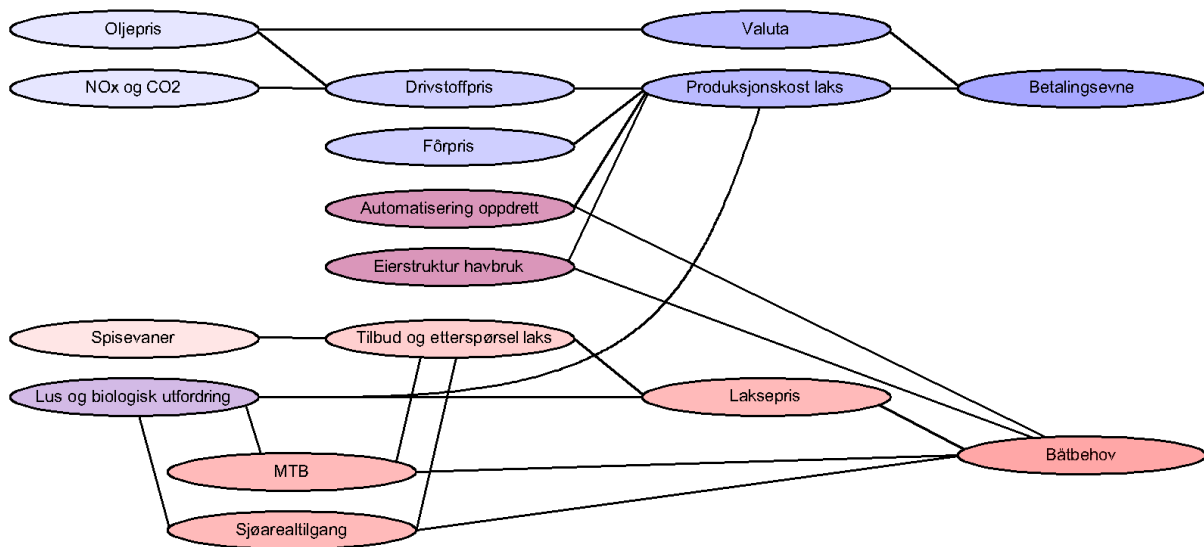 Oljepris
Valuta
NOx og CO2
Drivstoffpris
Produksjonskost laks
Betalingsevne
Fôrpris
Automatisering oppdrett
Eierstruktur havbruk
Spisevaner
Tilbud og etterspørsel laks
Lus og biologisk utfordring
Laksepris
MTB
Båtbehov
Sjøarealtilgang